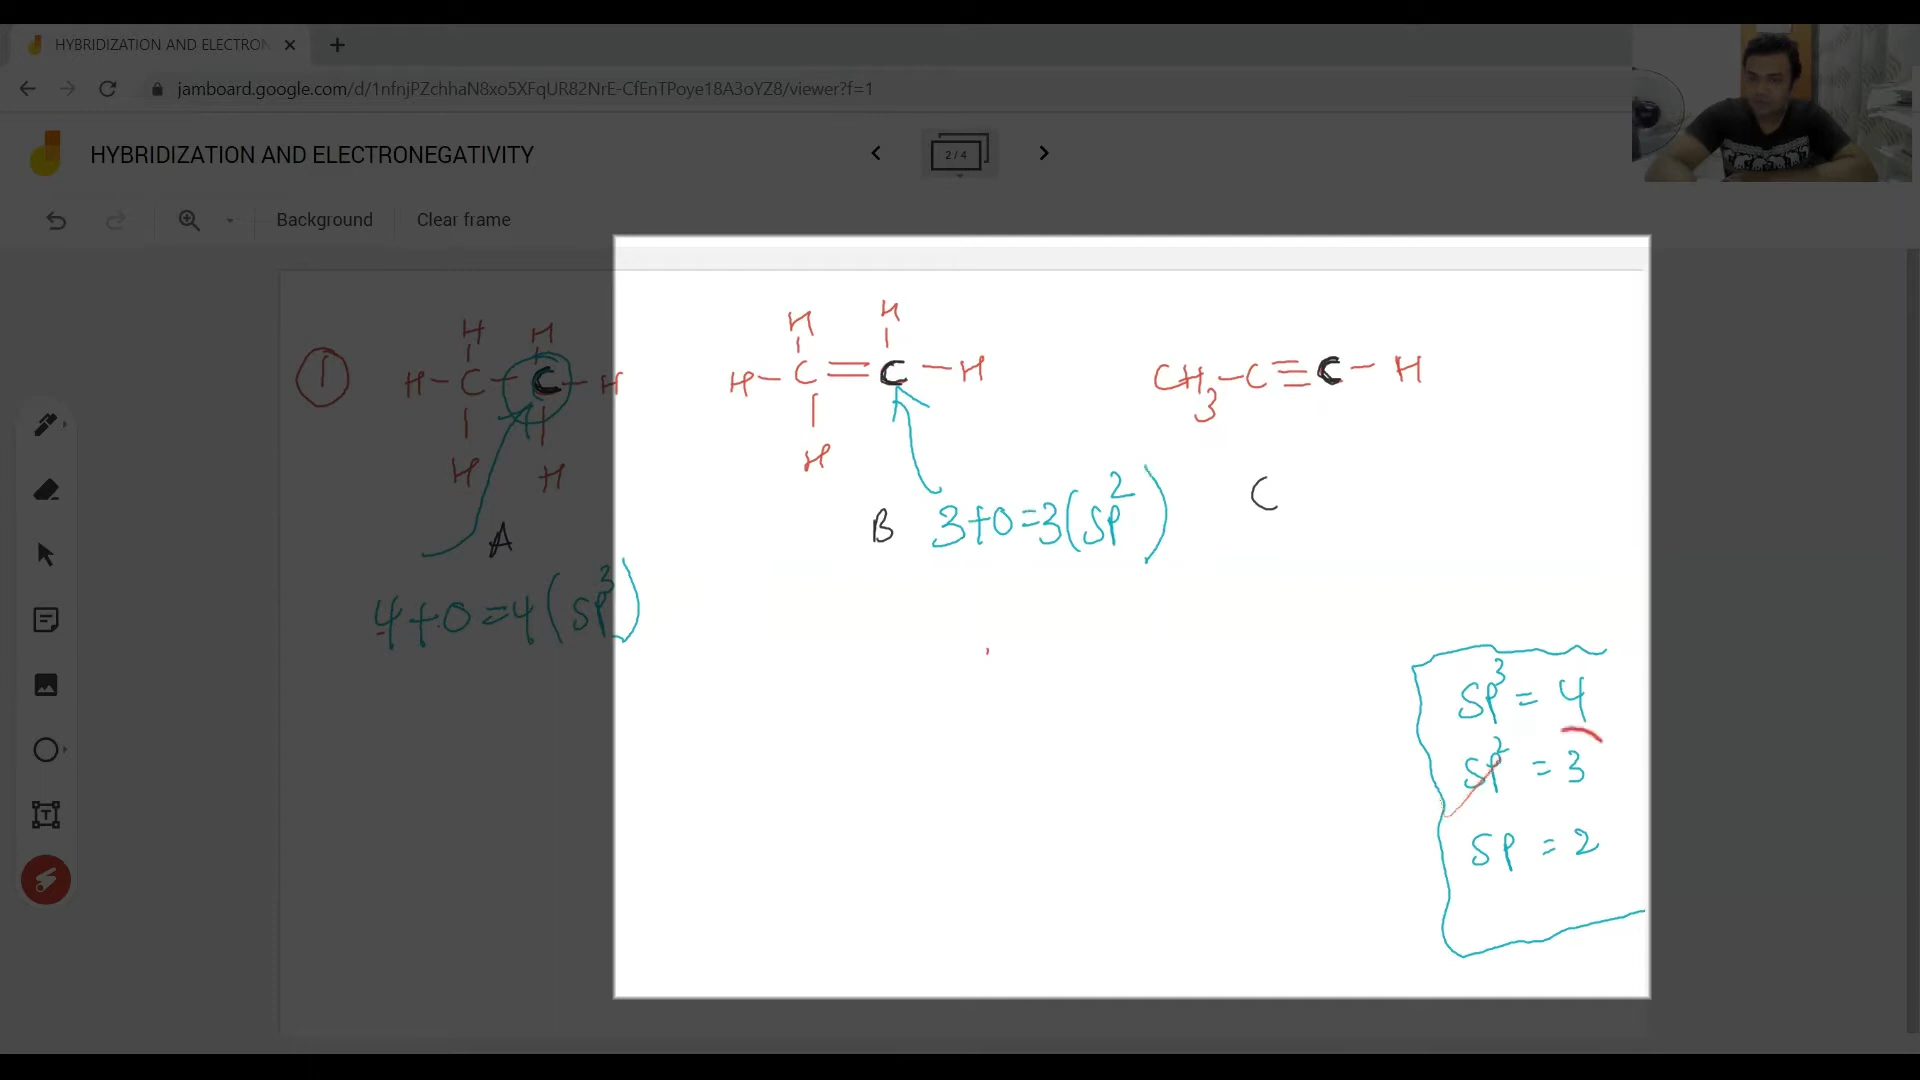 HYBRIDIZATION AND ELECTRON
jamboard.google.com/d/1nfnjPZchhaN8xo5XFqUR82NrE-CfEnTPoye18A3oYZ8/viewer?f=1
HYBRIDIZATION AND ELECTRONEGATIVITY
2 / 4
Background Clear frame
H H H H
1 H-C-C-H H-C=C-H CH3-C≡C-H
H H H
A B C
3+0=3(SP²)
4+0=4(SP³)
SP³ = 4
SP² = 3
SP = 2